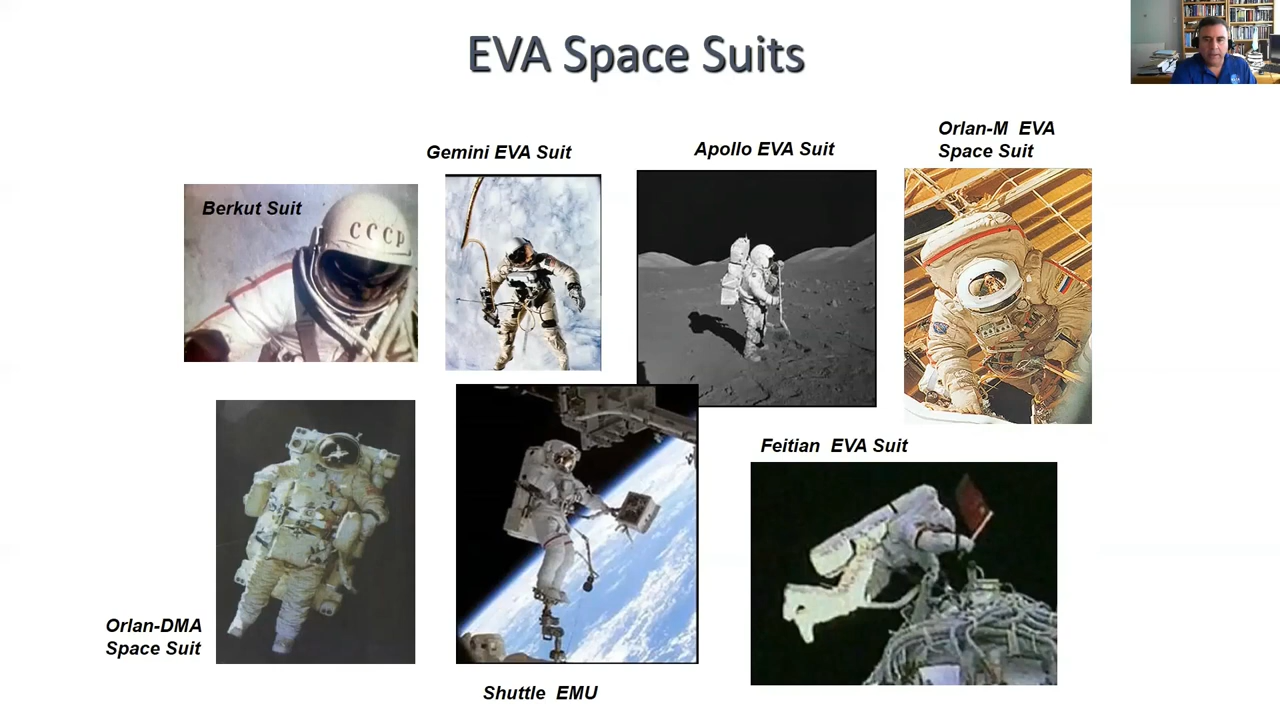 EVA Space Suits
Orlan-M EVA
Space Suit
Gemini EVA Suit
Apollo EVA Suit
Berkut Suit
СССР
Feitian EVA Suit
Orlan-DMA
Space Suit
Shuttle EMU